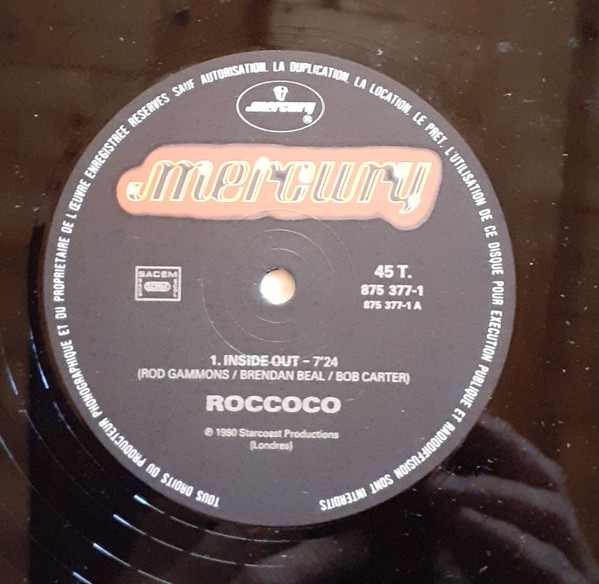 TOUS DROITS DU PRODUCTEUR PHONOGRAPHIQUE ET DU PROPRIETAIRE DE L'ŒUVRE ENREGISTREE RESERVES SAUF AUTORISATION. LA DUPLICATION. LA LOCATION. LE PRET. L'UTILISATION DE CE DISQUE POUR EXECUTION PUBLIQUE ET RADIODIFFUSION SONT INTERDITS
mercury
®
mercury
SACEM
45 T.
875 377-1
875 377-1 A
1. INSIDE OUT – 7'24
(ROD GAMMONS / BRENDAN BEAL / BOB CARTER)
ROCCOCO
℗ 1990 Starcoast Productions
(Londres)